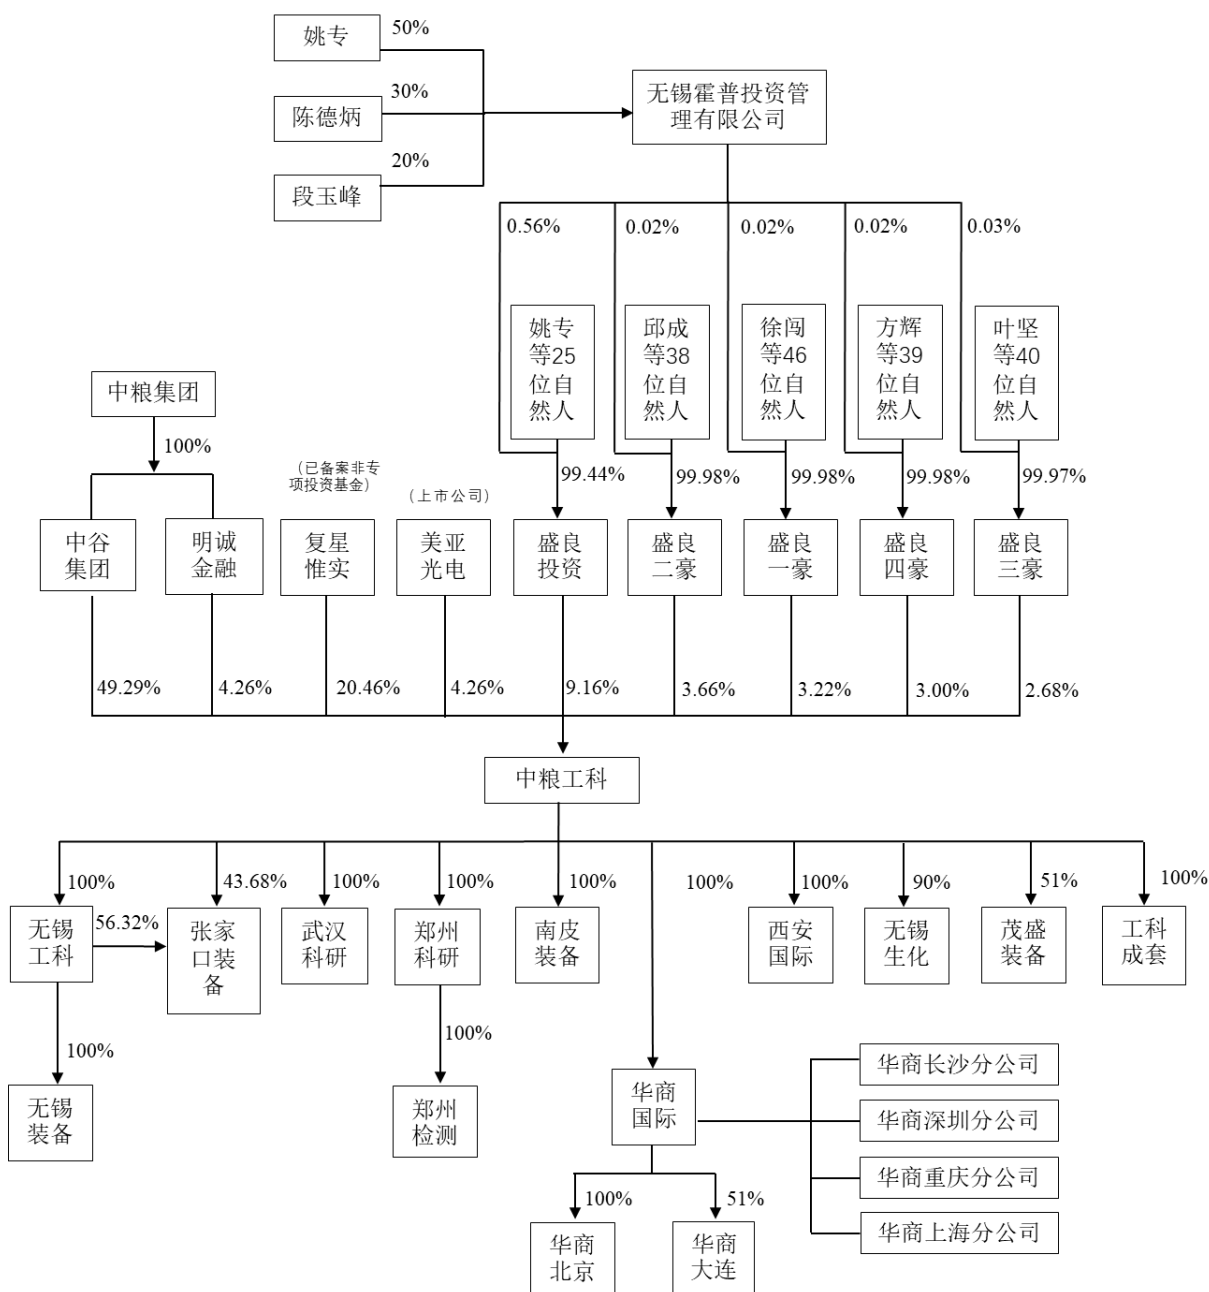 姚专
50%
陈德炳
30%
段玉峰
20%
无锡霍普投资管
理有限公司
0.56%
0.02%
0.02%
0.02%
0.03%
姚专
等25
位自
然人
邱成
等38
位自
然人
徐闯
等46
位自
然人
方辉
等39
位自
然人
叶坚
等40
位自
然人
中粮集团
100%
99.44%
99.98%
99.98%
99.98%
99.97%
（已备案非专
项投资基金）
（上市公司）
中谷
集团
明诚
金融
复星
惟实
美亚
光电
盛良
投资
盛良
二豪
盛良
一豪
盛良
四豪
盛良
三豪
49.29%
4.26%
20.46%
4.26%
9.16%
3.66%
3.22%
3.00%
2.68%
中粮工科
100%
43.68%
100%
100%
100%
100%
100%
90%
51%
100%
无锡
工科
56.32%
张家
口装
备
武汉
科研
郑州
科研
南皮
装备
西安
国际
无锡
生化
茂盛
装备
工科
成套
100%
100%
无锡
装备
郑州
检测
华商
国际
华商长沙分公司
华商深圳分公司
华商重庆分公司
华商上海分公司
100%
51%
华商
北京
华商
大连